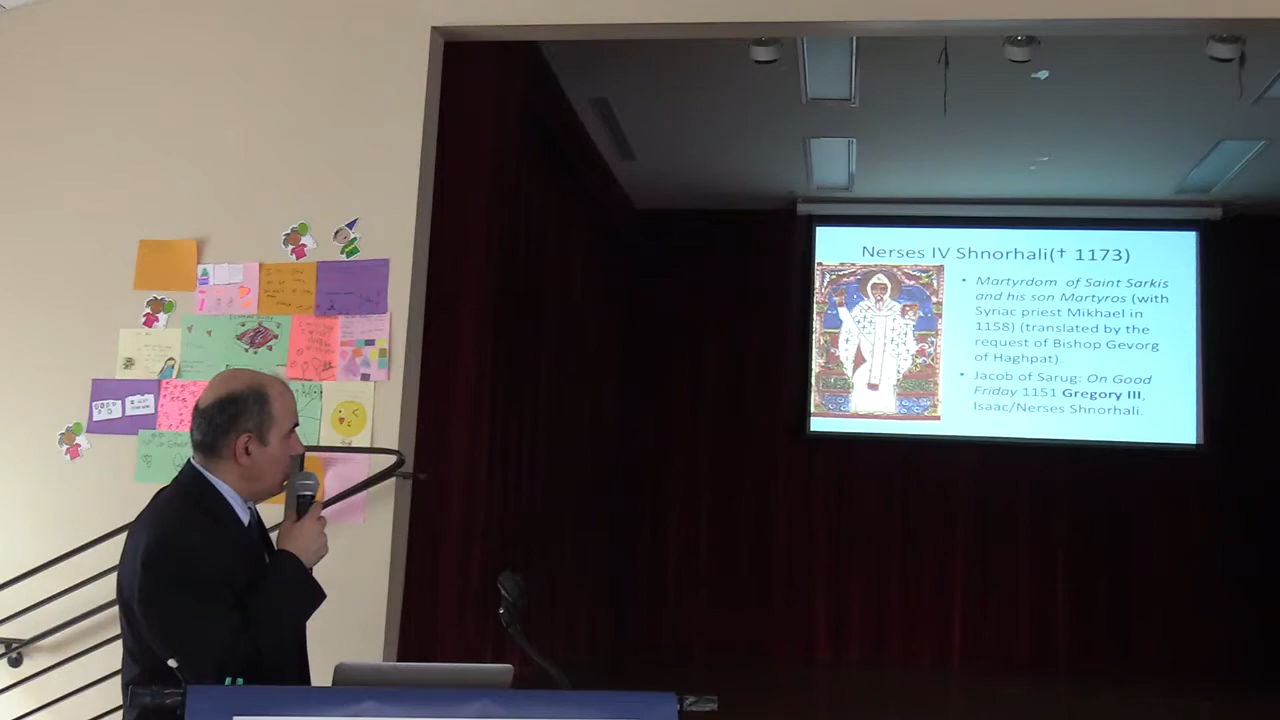 Nerses IV Shnorhali(† 1173)
• Martyrdom of Saint Sarkis
and his son Martyros (with
Syriac priest Mikhael in
1158) (translated by the
request of Bishop Gevorg
of Haghpat).
• Jacob of Sarug: On Good
Friday 1151 Gregory III,
Isaac/Nerses Shnorhali.